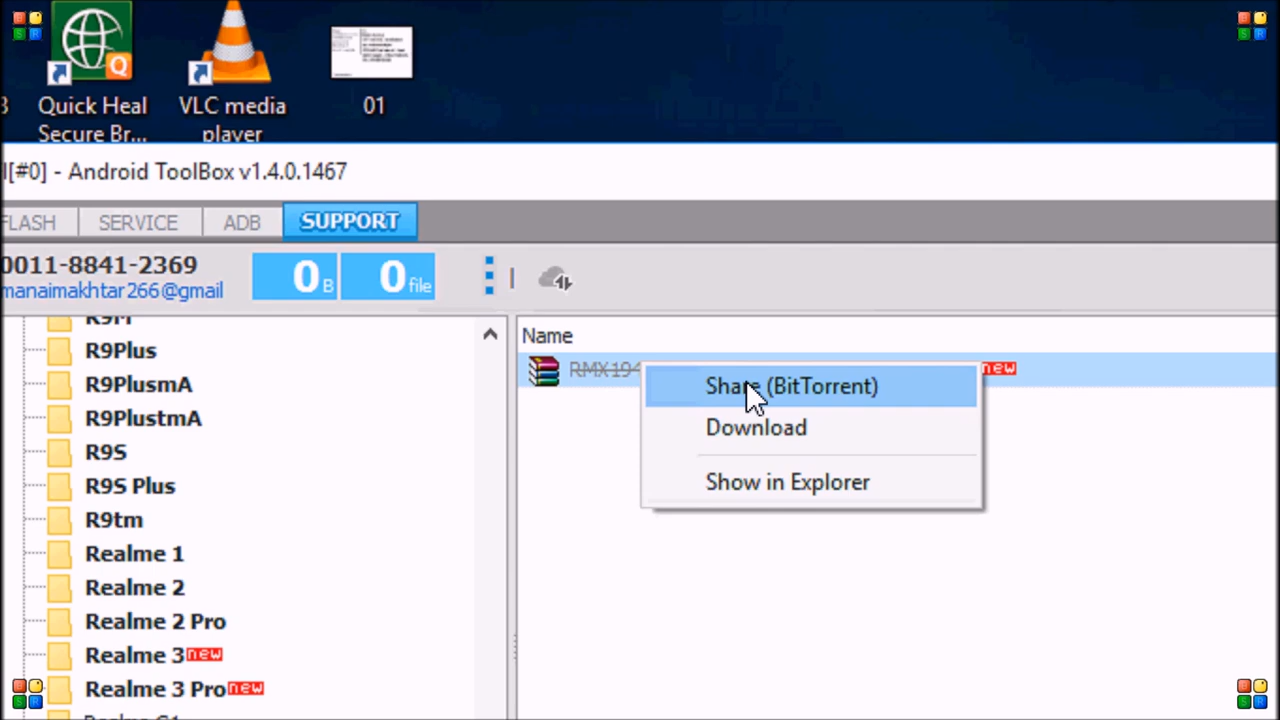 Quick Heal
Secure Br...
VLC media
player
01
[#0] - Android ToolBox v1.4.0.1467
FLASH
SERVICE
ADB
SUPPORT
0011-8841-2369
manaimakhtar266@gmail
0 B
0 file
R9M
R9Plus
R9PlusmA
R9PlustmA
R9S
R9S Plus
R9tm
Realme 1
Realme 2
Realme 2 Pro
Realme 3 new
Realme 3 Pro new
Realme C1
Name
RMX194
new
Share (BitTorrent)
Download
Show in Explorer